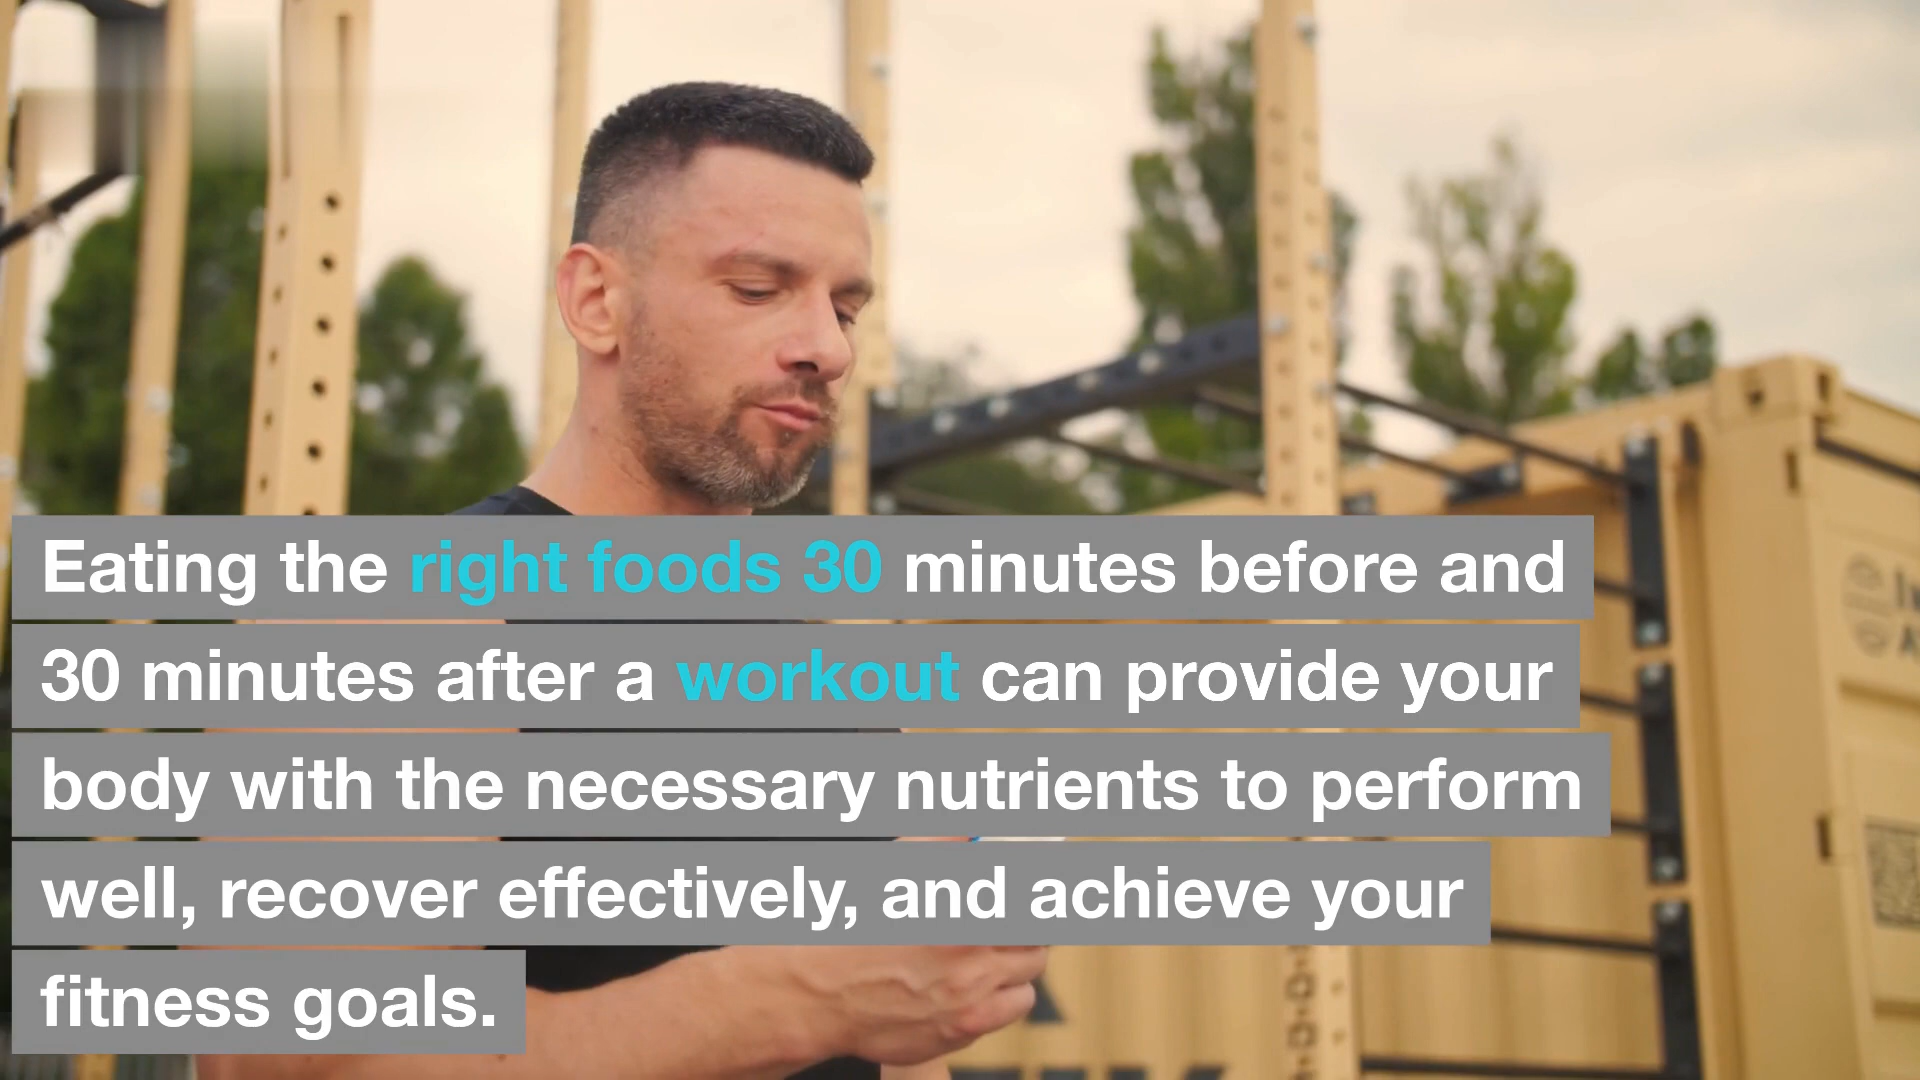 Eating the right foods 30 minutes before and
30 minutes after a workout can provide your
body with the necessary nutrients to perform
well, recover effectively, and achieve your
fitness goals.